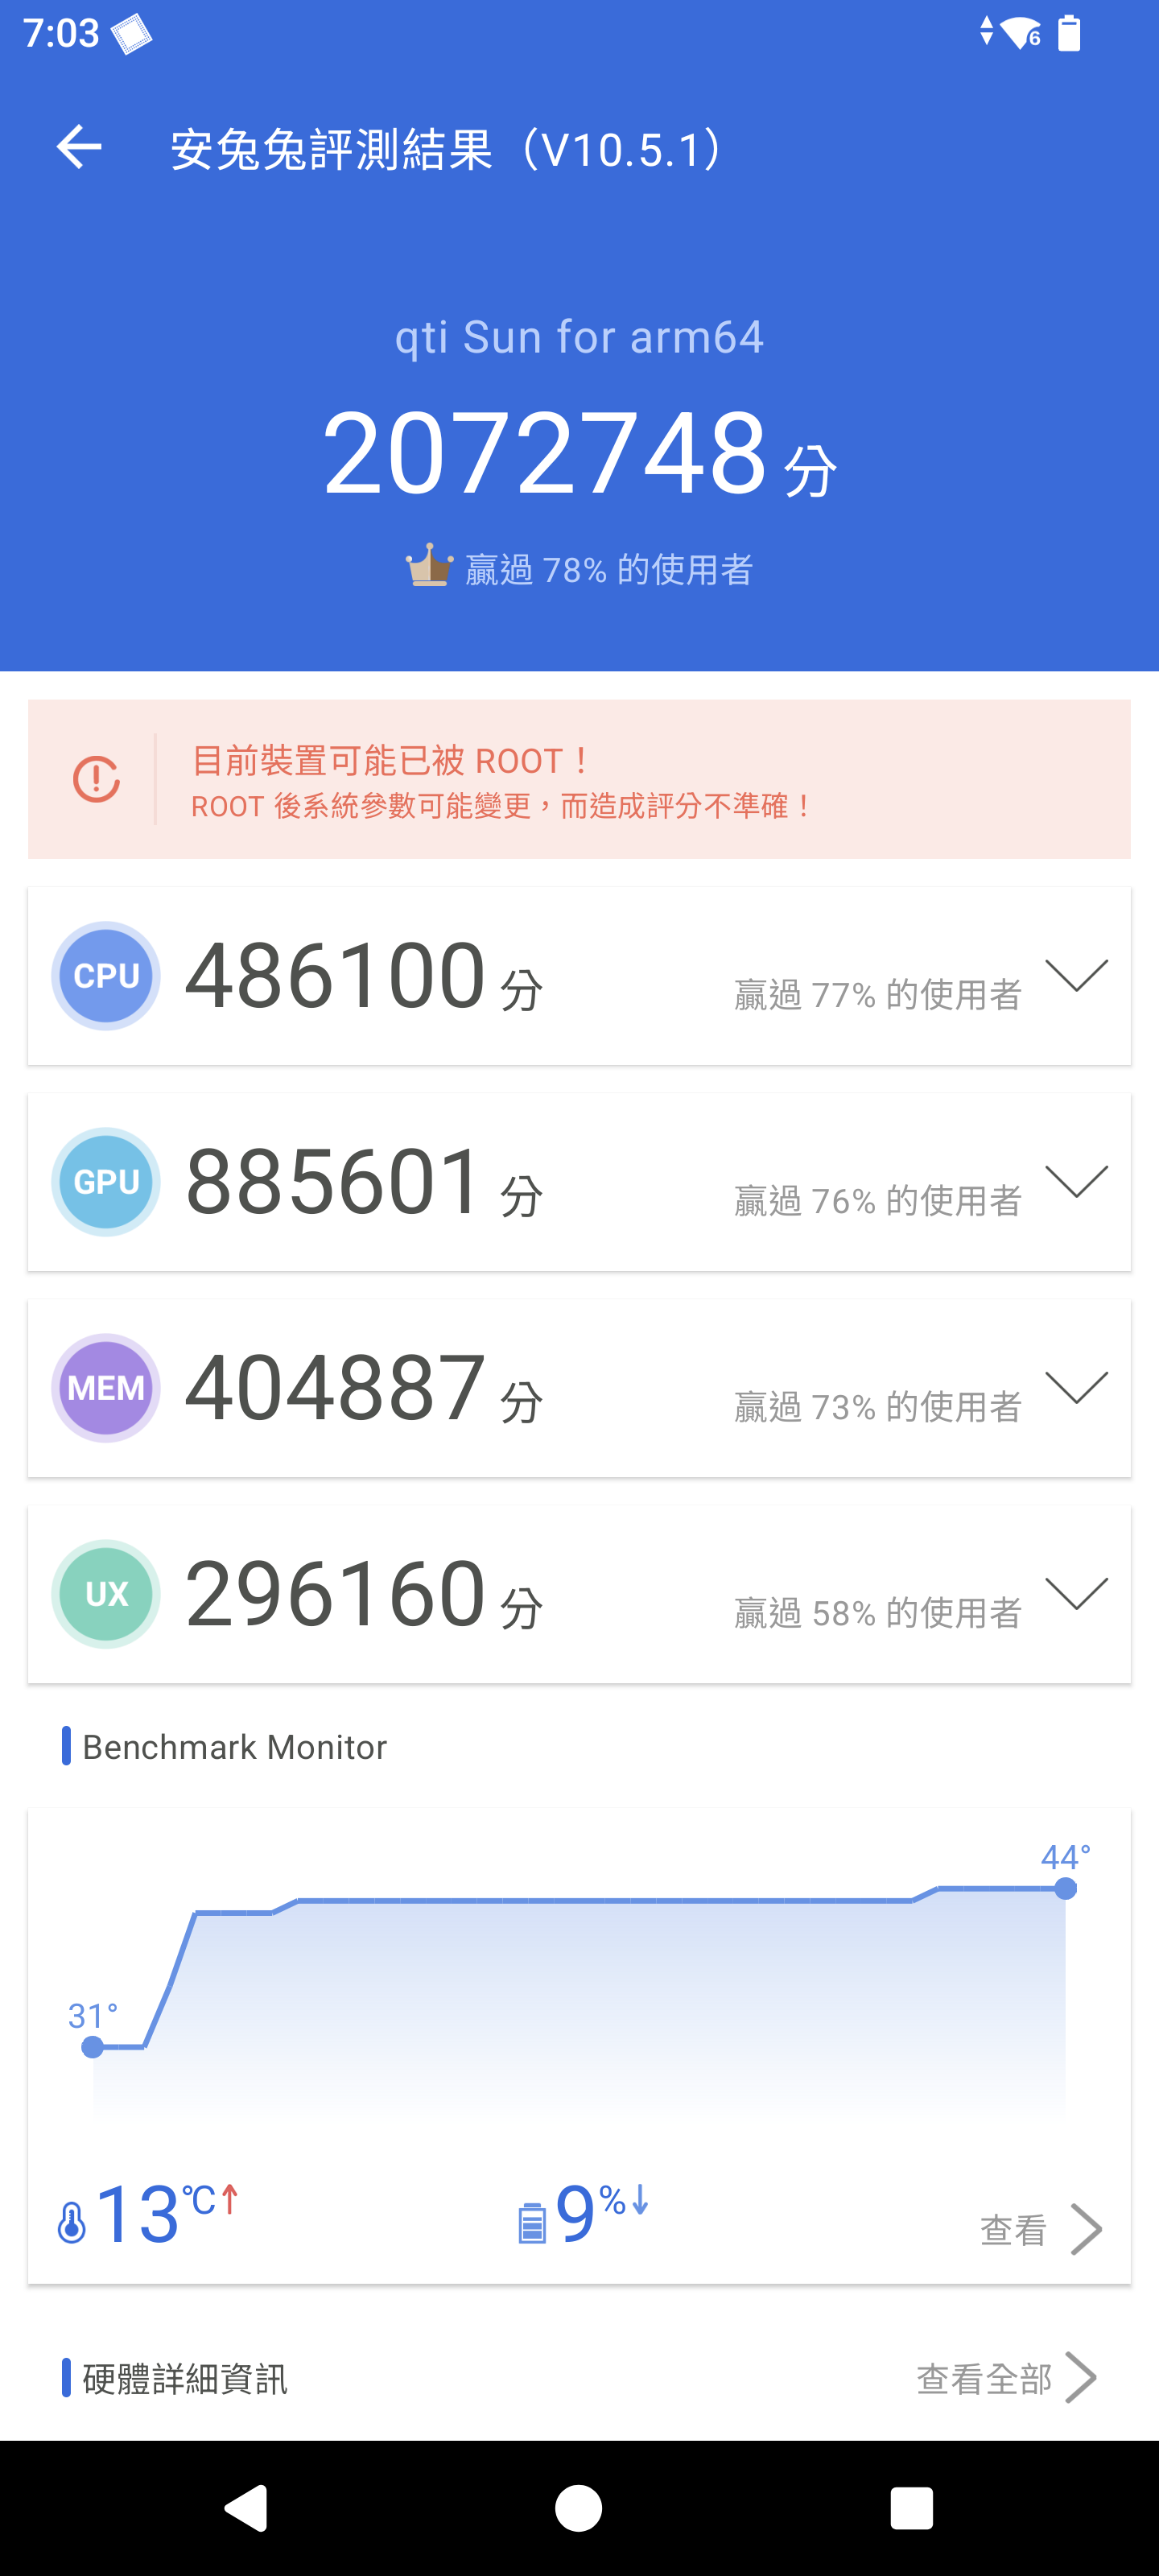 7:03
6
安兔兔評測結果（V10.5.1）
qti Sun for arm64
2072748 分
贏過 78% 的使用者
目前裝置可能已被 ROOT！
ROOT 後系統參數可能變更，而造成評分不準確！
CPU 486100 分 贏過 77% 的使用者
GPU 885601 分 贏過 76% 的使用者
MEM 404887 分 贏過 73% 的使用者
UX 296160 分 贏過 58% 的使用者
Benchmark Monitor
44°
31°
13℃↑ 9%↓ 查看
硬體詳細資訊 查看全部